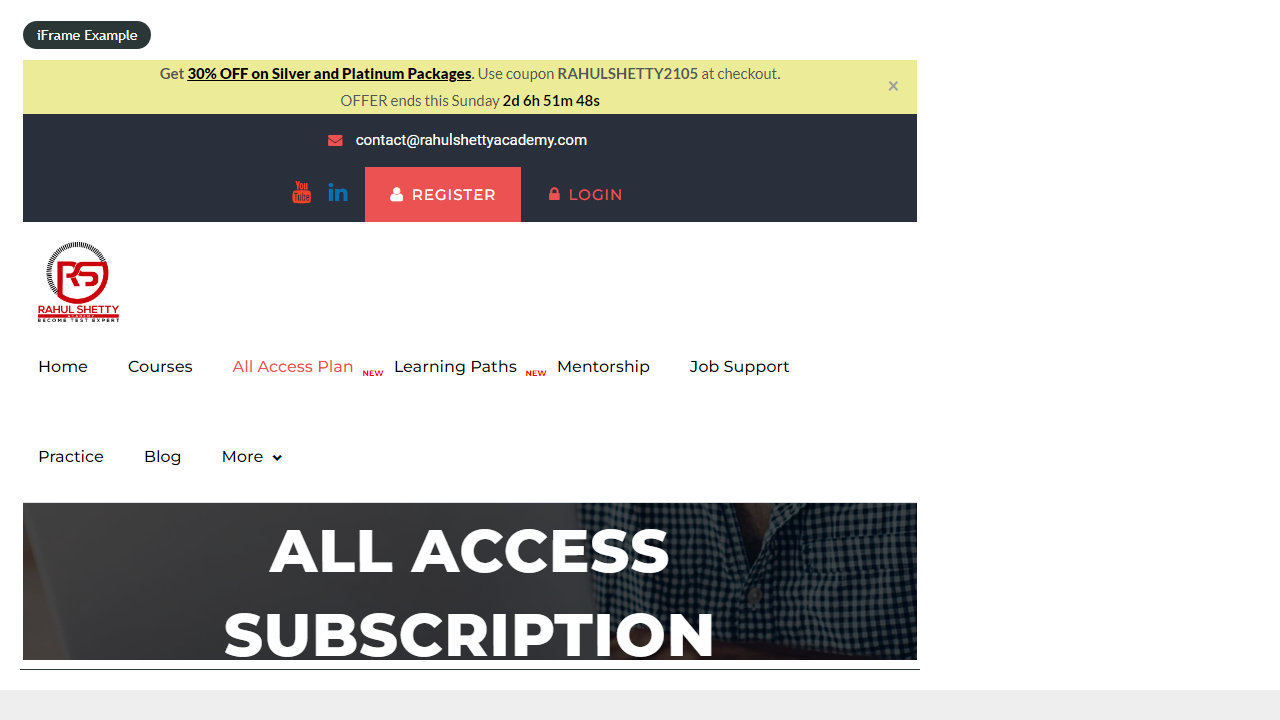 iFrame Example
Get 30% OFF on Silver and Platinum Packages. Use coupon RAHULSHETTY2105 at checkout.
OFFER ends this Sunday 2d 6h 51m 48s
×
contact@rahulshettyacademy.com
You Tube in REGISTER LOGIN
RS
RAHUL SHETTY
ACADEMY
BECOME TEST EXPERT
Home Courses All Access Plan NEW Learning Paths NEW Mentorship Job Support
Practice Blog More
ALL ACCESS
SUBSCRIPTION